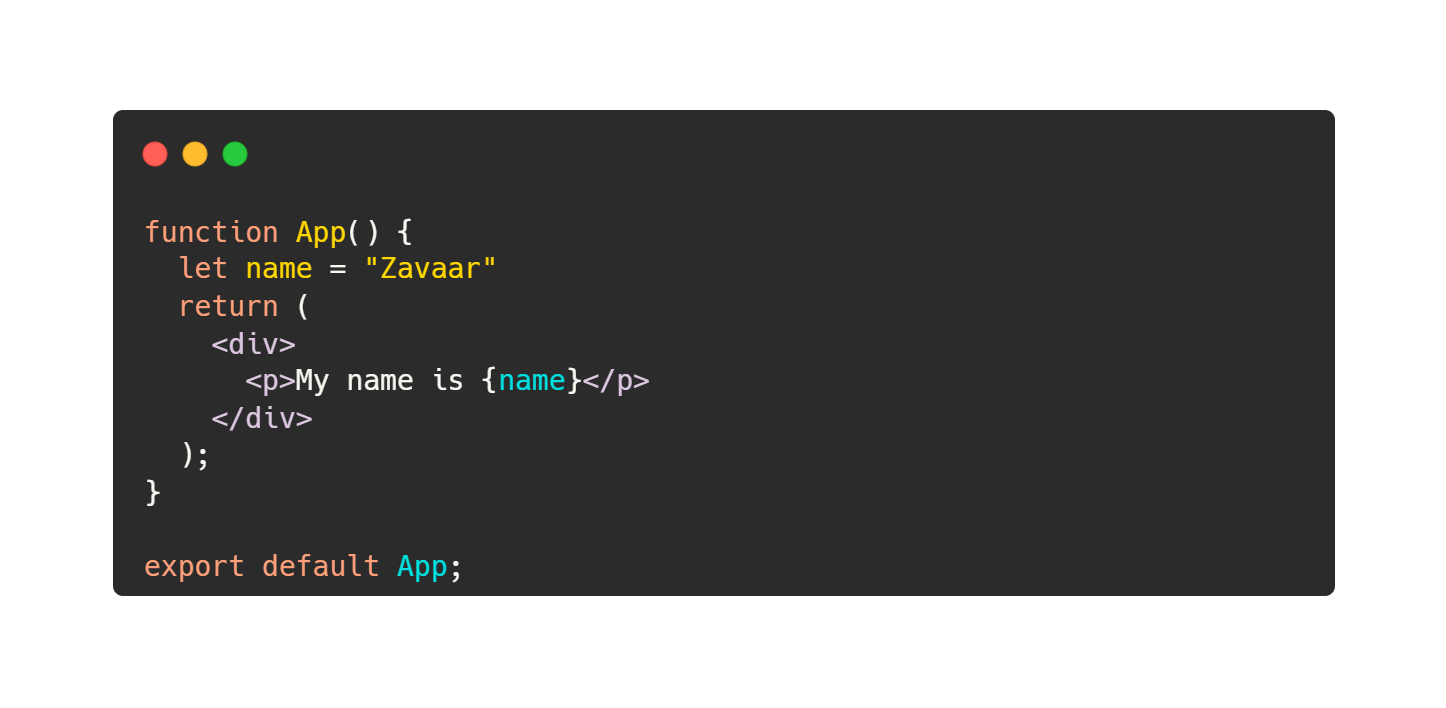 function App() {
  let name = "Zavaar"
  return (
    <div>
      <p>My name is {name}</p>
    </div>
  );
}

export default App;